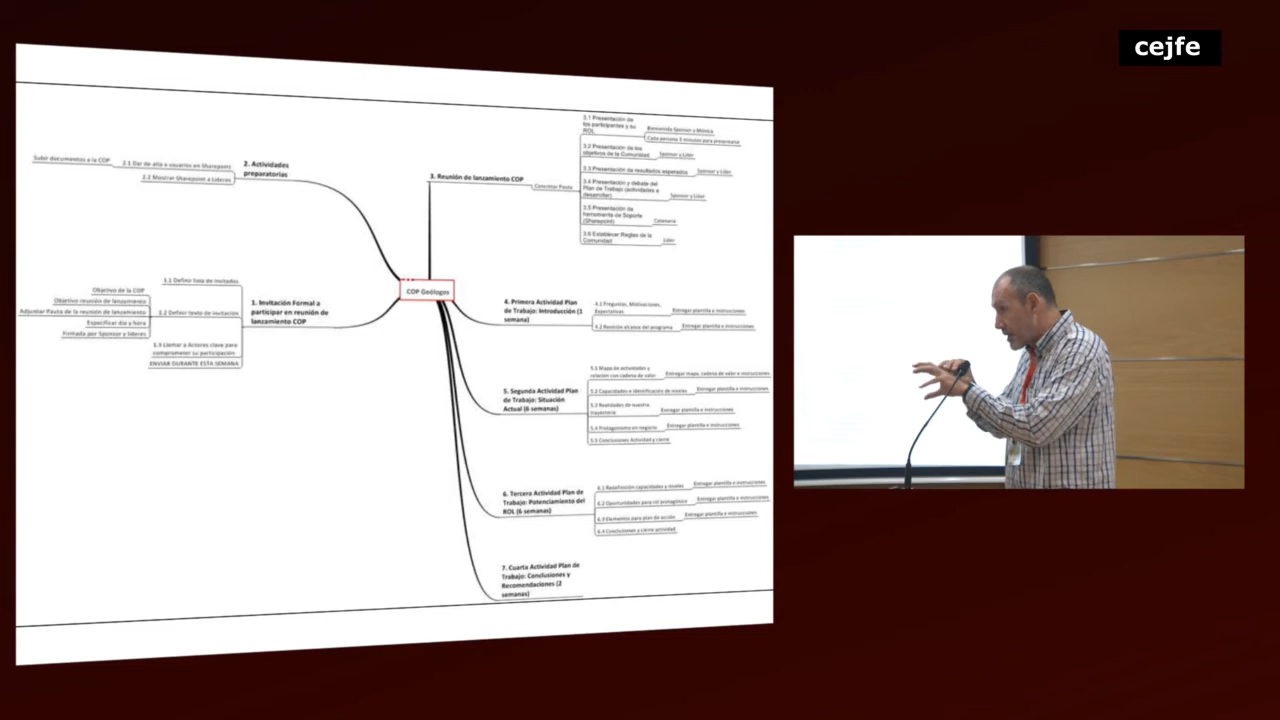 cejfe
COP Geólogos
1. Invitación Formal a
participar en reunión de
lanzamiento COP
1.1 Definir lista de invitados
1.2 Definir texto de invitación
Objetivo de la COP
Objetivo reunión de lanzamiento
Adjuntar Pauta de la reunión de lanzamiento
Especificar día y hora
Firmada por Sponsor y líderes
1.3 Llamar a Actores clave para
comprometer su participación
ENVIAR DURANTE ESTA SEMANA
2. Actividades
preparatorias
2.1 Dar de alta a usuarios en Sharepoint
Subir documentos a la COP
2.2 Mostrar Sharepoint a Líderes
3. Reunión de lanzamiento COP
Concretar Pauta
3.1 Presentación de
los participantes y su
ROL
Bienvenida Sponsor y Mónica
Cada persona 3 minutos para presentarse
3.2 Presentación de los
objetivos de la Comunidad
Sponsor y Líder
3.3 Presentación de resultados esperados
Sponsor y Líder
3.4 Presentación y debate del
Plan de Trabajo (actividades a
desarrollar)
Sponsor y Líder
3.5 Presentación de
herramienta de Soporte
(Sharepoint)
Catenaria
3.6 Establecer Reglas de la
Comunidad
Líder
4. Primera Actividad Plan
de Trabajo: Introducción (1
semana)
4.1 Preguntas, Motivaciones,
Expectativas
Entregar plantilla e instrucciones
4.2 Revisión alcance del programa
Entregar plantilla e instrucciones
5. Segunda Actividad Plan
de Trabajo: Situación
Actual (6 semanas)
5.1 Mapa de actividades y
relación con cadena de valor
Entregar mapa, cadena de valor e instrucciones
5.2 Capacidades e identificación de niveles
Entregar plantilla e instrucciones
5.3 Realidades de nuestra
trayectoria
Entregar plantilla e instrucciones
5.4 Protagonismo en negocio
Entregar plantilla e instrucciones
5.5 Conclusiones Actividad y cierre
6. Tercera Actividad Plan de
Trabajo: Potenciamiento del
ROL (6 semanas)
6.1 Redefinición capacidades y niveles
Entregar plantilla e instrucciones
6.2 Oportunidades para rol protagónico
Entregar plantilla e instrucciones
6.3 Elementos para plan de acción
Entregar plantilla e instrucciones
6.4 Conclusiones y cierre actividad
7. Cuarta Actividad Plan de
Trabajo: Conclusiones y
Recomendaciones (2
semanas)